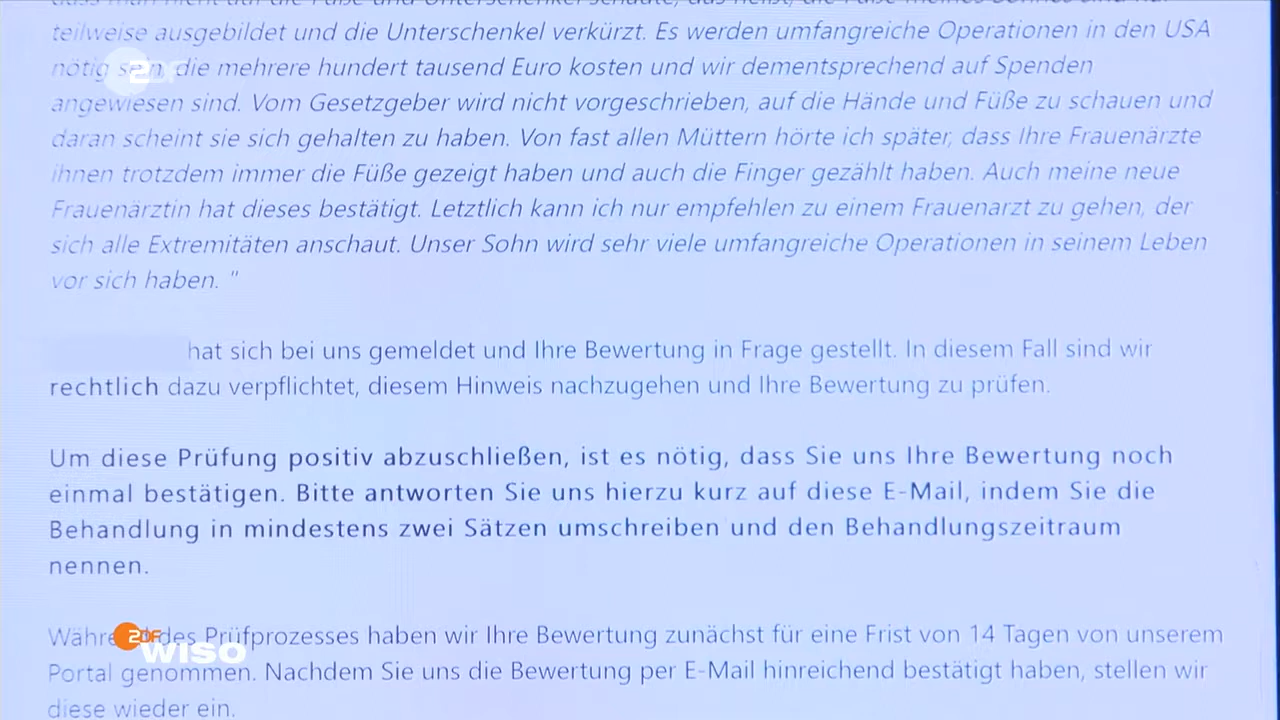 teilweise ausgebildet und die Unterschenkel verkürzt. Es werden umfangreiche Operationen in den USA
nötig sein, die mehrere hundert tausend Euro kosten und wir dementsprechend auf Spenden
angewiesen sind. Vom Gesetzgeber wird nicht vorgeschrieben, auf die Hände und Füße zu schauen und
daran scheint sie sich gehalten zu haben. Von fast allen Müttern hörte ich später, dass Ihre Frauenärzte
ihnen trotzdem immer die Füße gezeigt haben und auch die Finger gezählt haben. Auch meine neue
Frauenärztin hat dieses bestätigt. Letztlich kann ich nur empfehlen zu einem Frauenarzt zu gehen, der
sich alle Extremitäten anschaut. Unser Sohn wird sehr viele umfangreiche Operationen in seinem Leben
vor sich haben. "
hat sich bei uns gemeldet und Ihre Bewertung in Frage gestellt. In diesem Fall sind wir
rechtlich dazu verpflichtet, diesem Hinweis nachzugehen und Ihre Bewertung zu prüfen.
Um diese Prüfung positiv abzuschließen, ist es nötig, dass Sie uns Ihre Bewertung noch
einmal bestätigen. Bitte antworten Sie uns hierzu kurz auf diese E-Mail, indem Sie die
Behandlung in mindestens zwei Sätzen umschreiben und den Behandlungszeitraum
nennen.
Während des Prüfprozesses haben wir Ihre Bewertung zunächst für eine Frist von 14 Tagen von unserem
Portal genommen. Nachdem Sie uns die Bewertung per E-Mail hinreichend bestätigt haben, stellen wir
diese wieder ein.
ZDF
ZDF
WISO